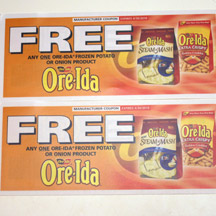 MANUFACTURER COUPON
FREE
ANY ONE ORE-IDA® FROZEN POTATO
OR ONION PRODUCT
Ore-Ida
Ore-Ida
STEAM n' MASH
Ore-Ida
EXTRA CRISPY
MANUFACTURER COUPON
FREE
ANY ONE ORE-IDA® FROZEN POTATO
OR ONION PRODUCT
Ore-Ida
Ore-Ida
STEAM n' MASH
Ore-Ida
EXTRA CRISPY